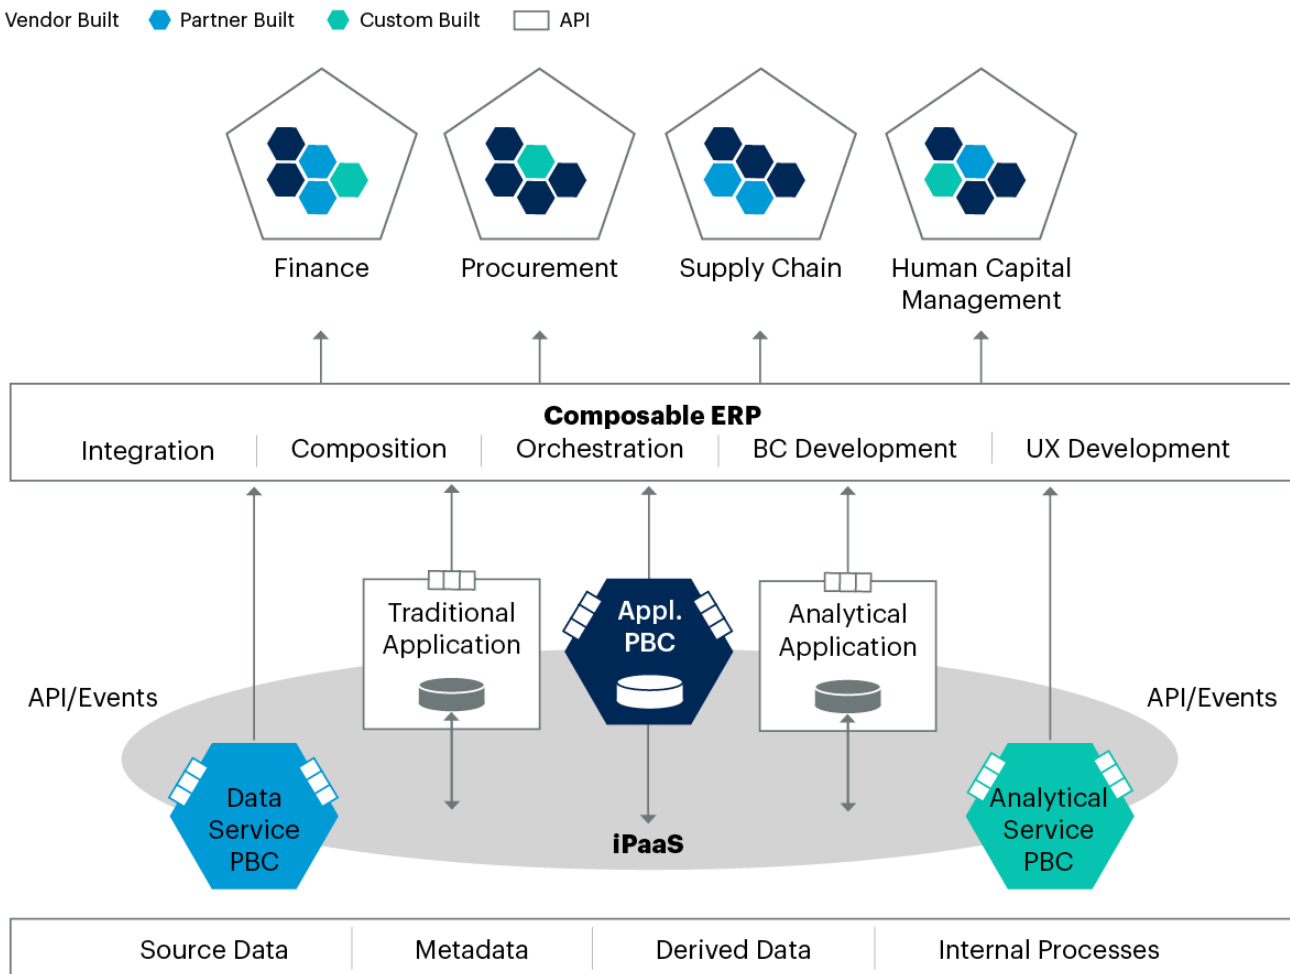 Vendor Built Partner Built Custom Built API
Finance Procurement Supply Chain Human Capital
Management
Composable ERP
Integration Composition Orchestration BC Development UX Development
Traditional
Application
Appl.
PBC
Analytical
Application
API/Events
API/Events
Data
Service
PBC
iPaaS
Analytical
Service
PBC
Source Data Metadata Derived Data Internal Processes